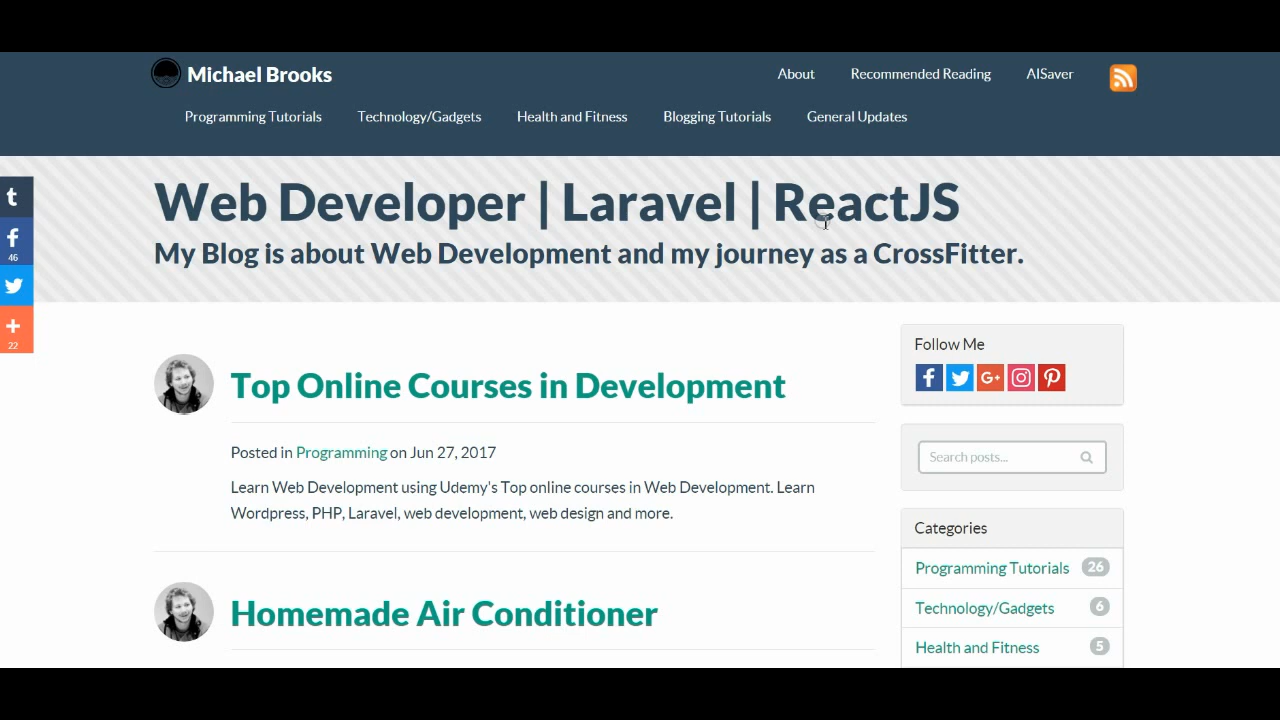 Michael Brooks
About
Recommended Reading
AISaver
Programming Tutorials
Technology/Gadgets
Health and Fitness
Blogging Tutorials
General Updates
Web Developer | Laravel | ReactJS
My Blog is about Web Development and my journey as a CrossFitter.
t
f
46
+
22
Top Online Courses in Development
Posted in Programming on Jun 27, 2017
Learn Web Development using Udemy's Top online courses in Web Development. Learn
Wordpress, PHP, Laravel, web development, web design and more.
Homemade Air Conditioner
Follow Me
f
G+
Search posts...
Categories
Programming Tutorials 26
Technology/Gadgets 6
Health and Fitness 5